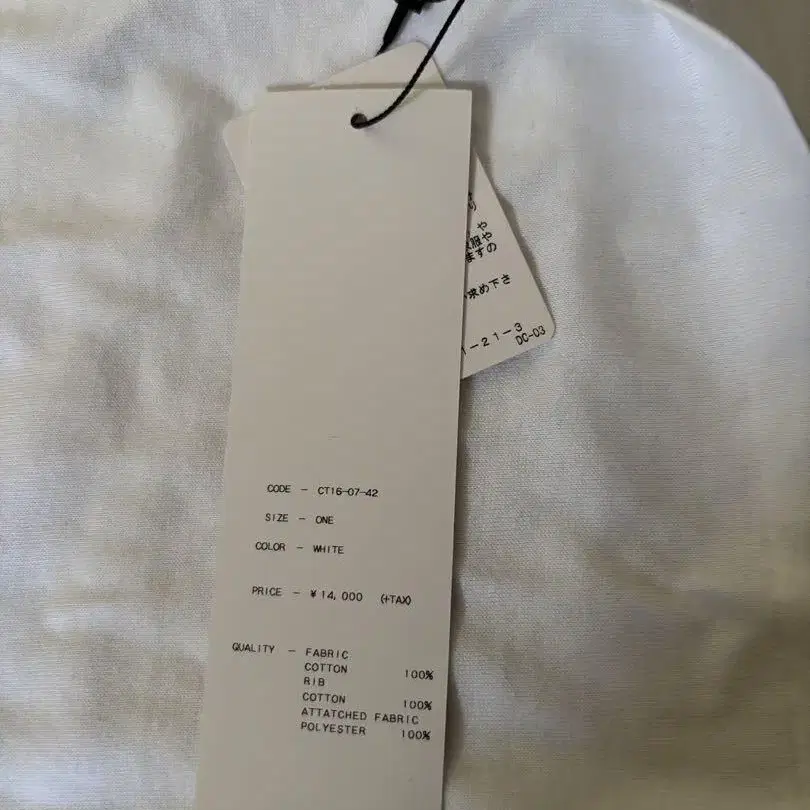 CODE - CT16-07-42
SIZE - ONE
COLOR - WHITE
PRICE - ¥14,000 (+TAX)
QUALITY - FABRIC
COTTON 100%
RIB
COTTON 100%
ATTATCHED FABRIC
POLYESTER 100%
り
や
服や
ますの
求め下さ
1-21-3
DC-03